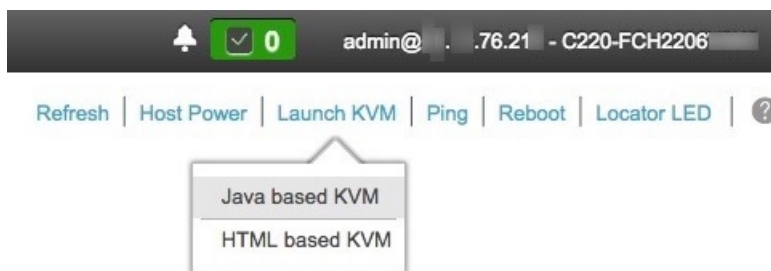 0 admin@ . .76.21 - C220-FCH2206
Refresh | Host Power | Launch KVM | Ping | Reboot | Locator LED | ?
Java based KVM
HTML based KVM